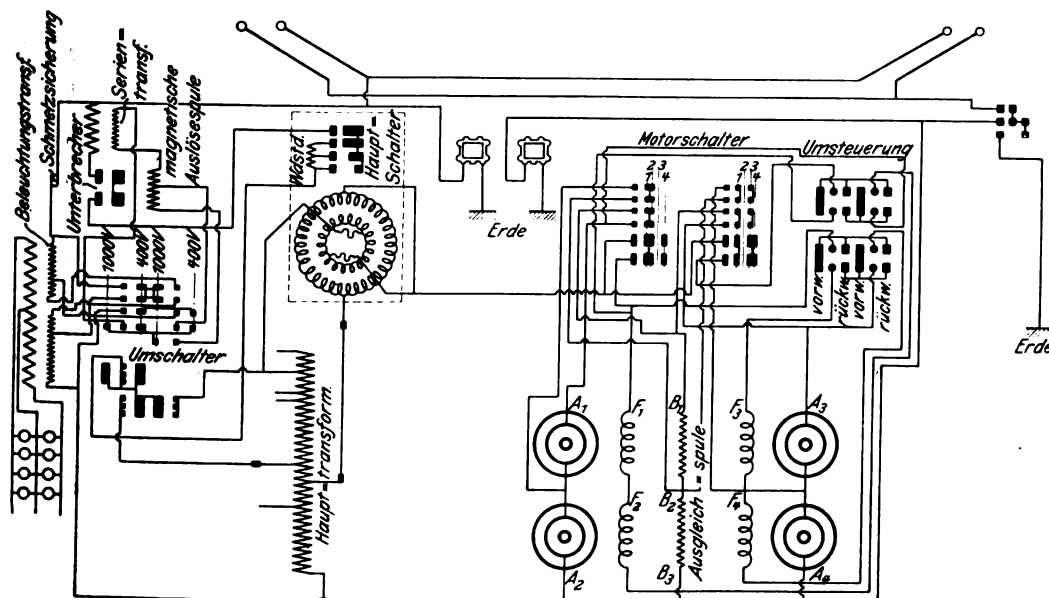 Beleuchtungstransf.
Schmelzsicherung
Unterbrecher
Serien=
transf.
magnetische
Auslösespule
Wdstd.
Haupt-
Schalter
Erde
Motorschalter
Umsteuerung
1 2 3 4
1 2 3 4
1000V
400V
1000V
400V
Umschalter
vorw.
rückw.
vorw.
rückw.
Erde
Haupt=transform.
A1
F1
B1
F3
A3
Ausgleich=spule
F2
B2
F4
A2
B3
A4